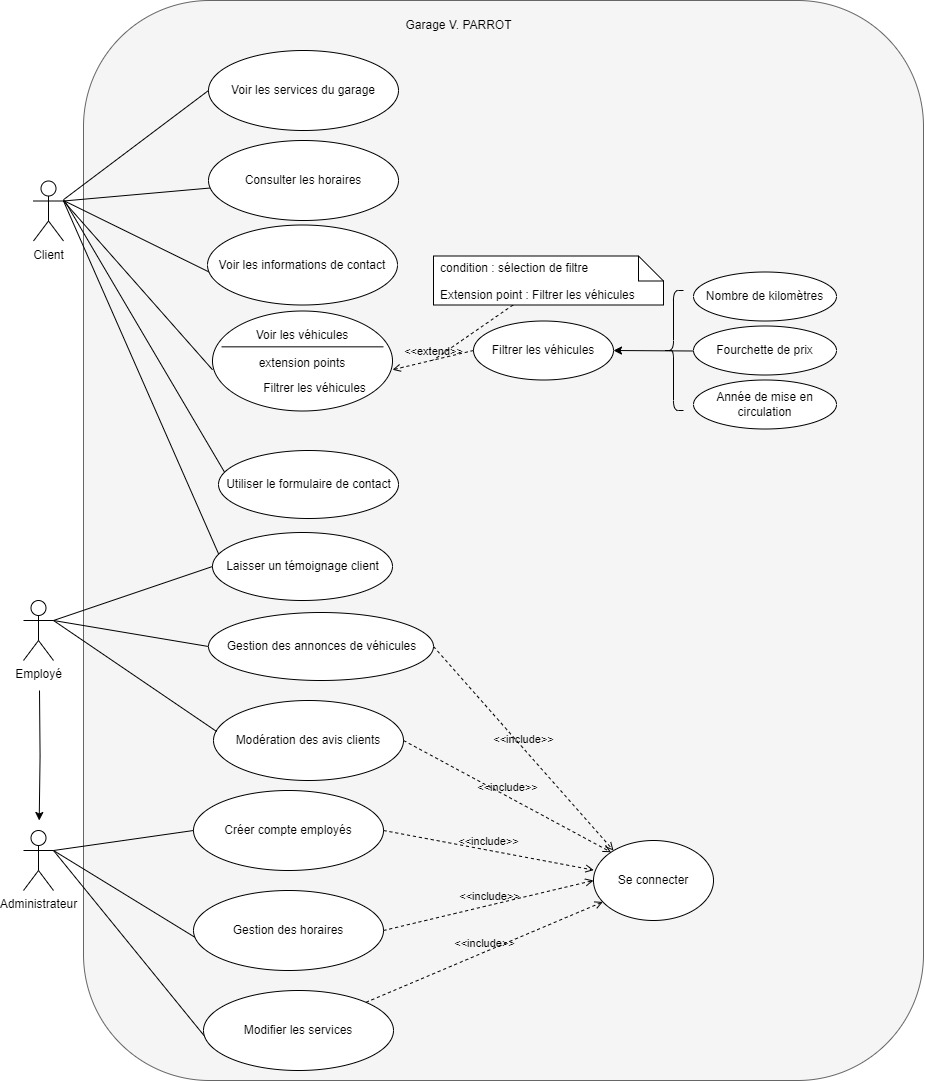 Garage V. PARROT
Voir les services du garage
Consulter les horaires
Client
Voir les informations de contact
condition : sélection de filtre
Extension point : Filtrer les véhicules
Nombre de kilomètres
Voir les véhicules
extension points
Filtrer les véhicules
<<extend>>
Filtrer les véhicules
Fourchette de prix
Année de mise en
circulation
Utiliser le formulaire de contact
Laisser un témoignage client
Employé
Gestion des annonces de véhicules
<<include>>
Modération des avis clients
<<include>>
Créer compte employés
<<include>>
Administrateur
Se connecter
<<include>>
Gestion des horaires
<<include>>
Modifier les services